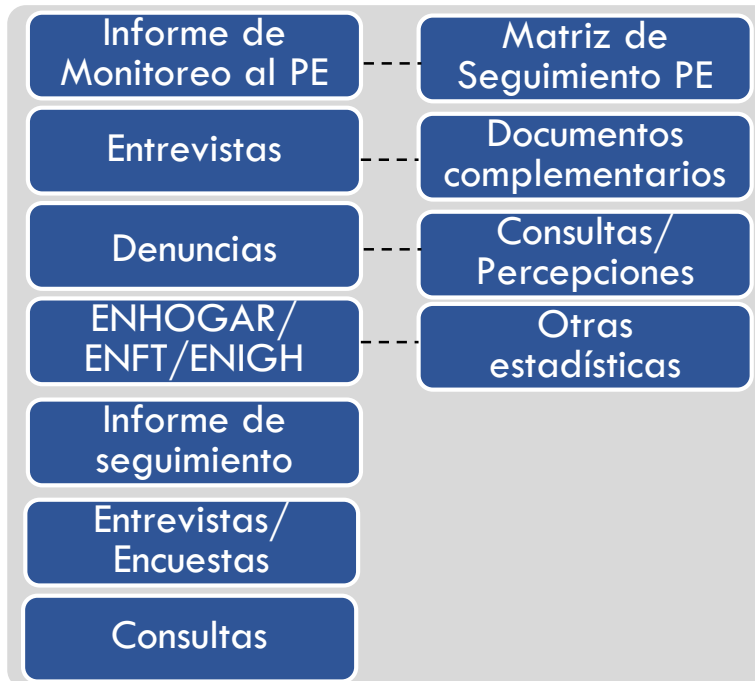 Informe de
Monitoreo al PE
Matriz de
Seguimiento PE
Entrevistas
Documentos
complementarios
Denuncias
Consultas/
Percepciones
ENHOGAR/
ENFT/ENIGH
Otras
estadísticas
Informe de
seguimiento
Entrevistas/
Encuestas
Consultas